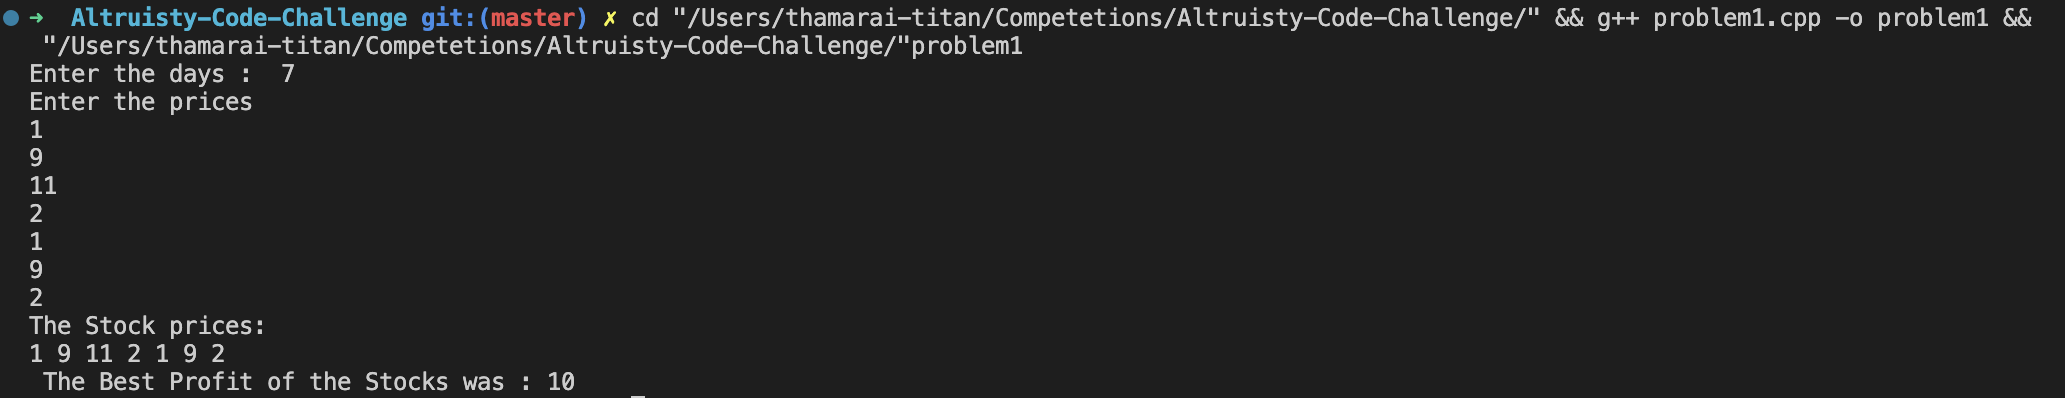 ➜  Altruisty-Code-Challenge git:(master) ✗ cd "/Users/thamarai-titan/Competetions/Altruisty-Code-Challenge/" && g++ problem1.cpp -o problem1 &&
"/Users/thamarai-titan/Competetions/Altruisty-Code-Challenge/"problem1
Enter the days :  7
Enter the prices
1
9
11
2
1
9
2
The Stock prices:
1 9 11 2 1 9 2
The Best Profit of the Stocks was : 10